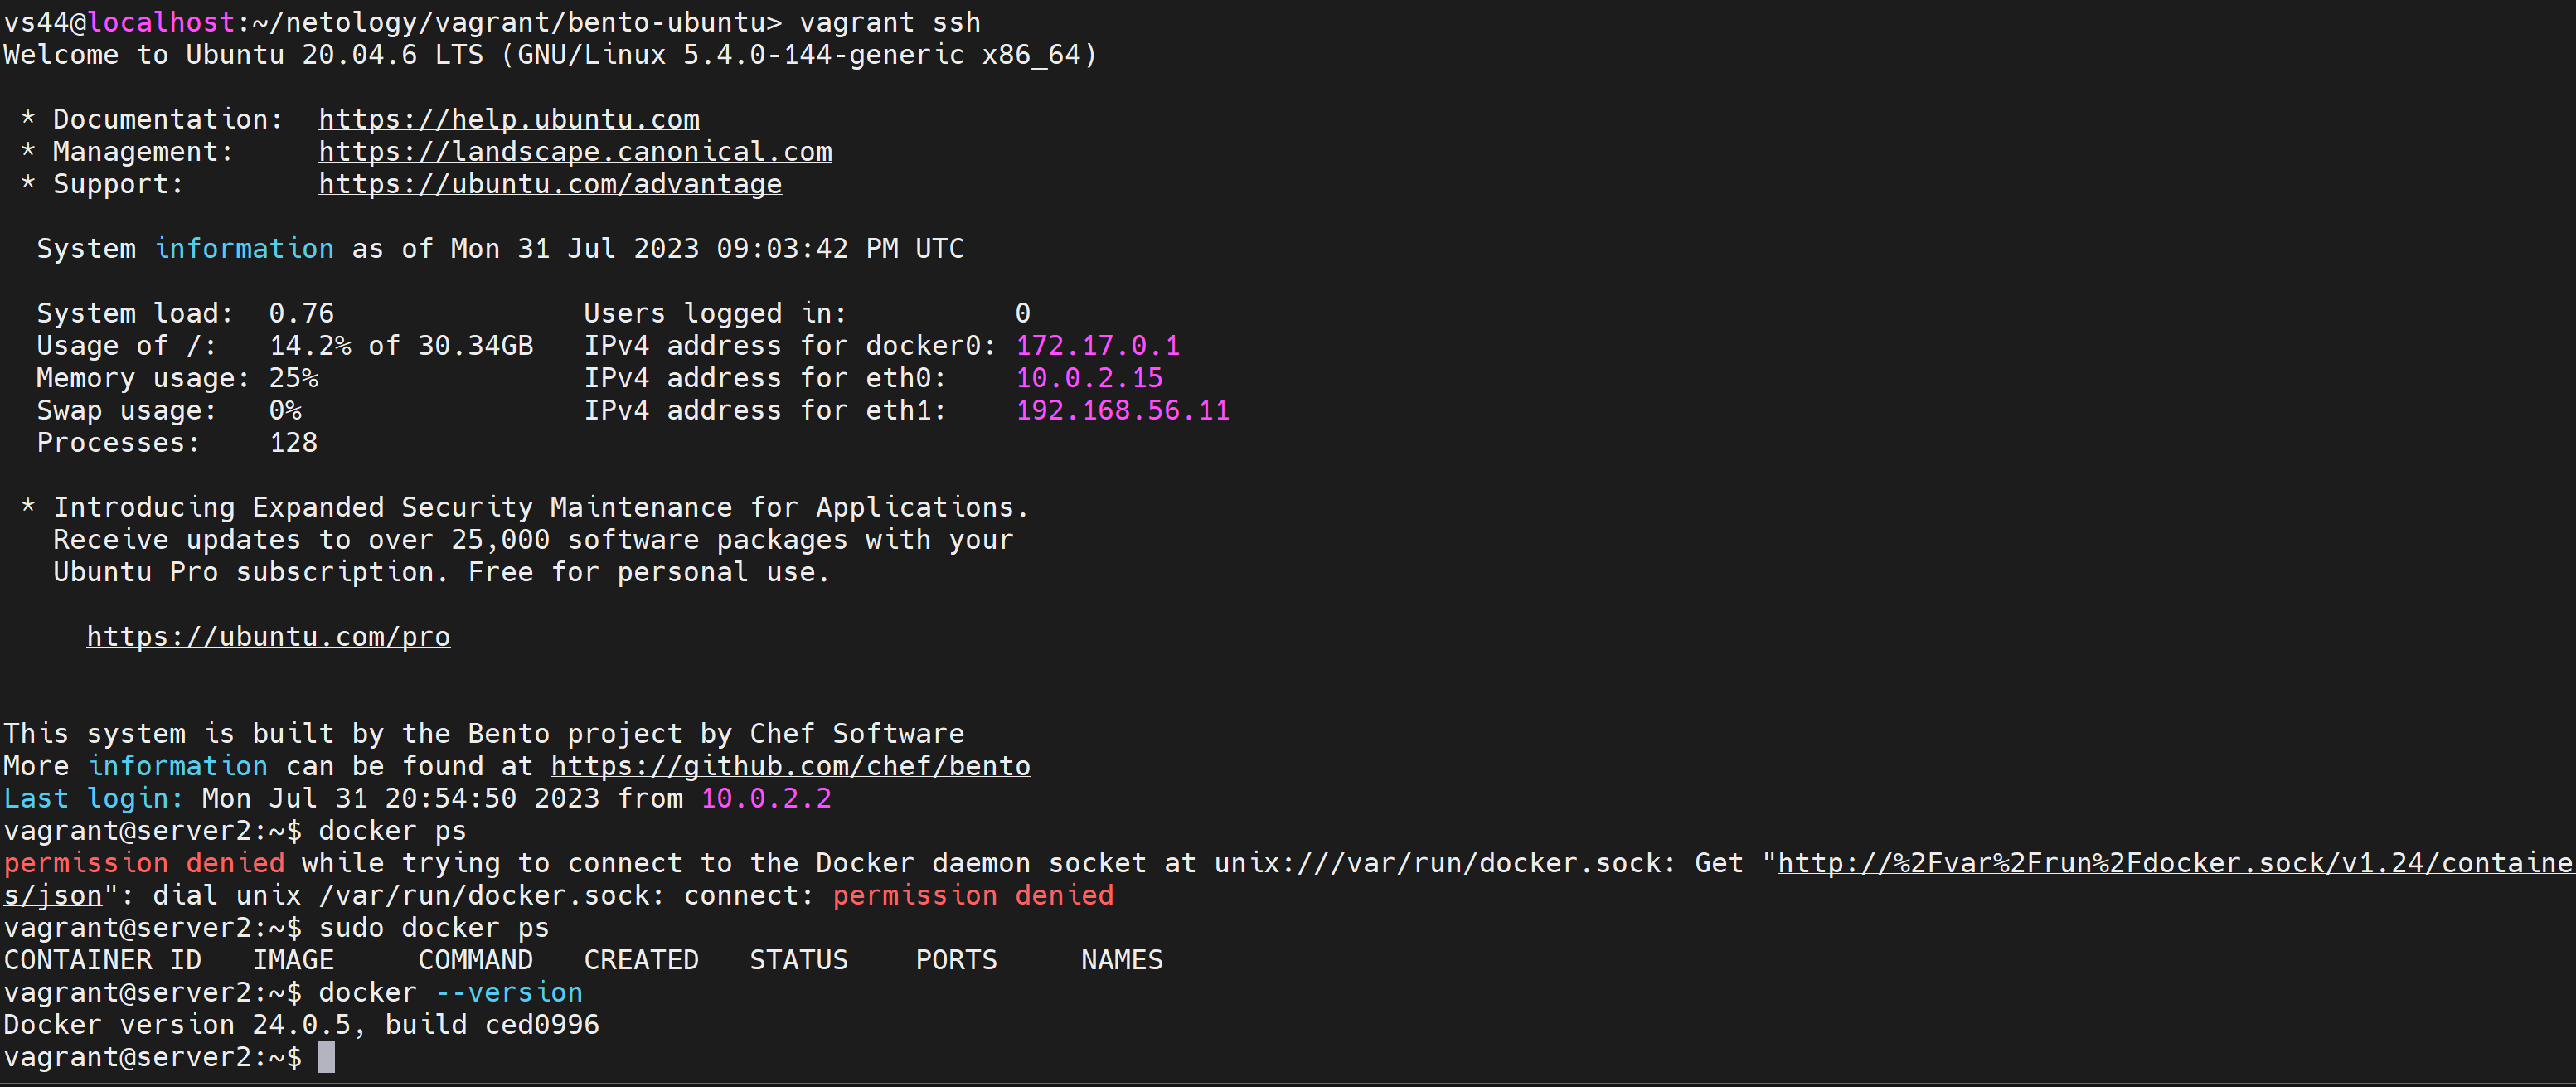 vs44@localhost:~/netology/vagrant/bento-ubuntu> vagrant ssh
Welcome to Ubuntu 20.04.6 LTS (GNU/Linux 5.4.0-144-generic x86_64)
* Documentation:  https://help.ubuntu.com
* Management:     https://landscape.canonical.com
* Support:        https://ubuntu.com/advantage
System information as of Mon 31 Jul 2023 09:03:42 PM UTC
System load:  0.76               Users logged in:          0
Usage of /:   14.2% of 30.34GB   IPv4 address for docker0: 172.17.0.1
Memory usage: 25%                IPv4 address for eth0:    10.0.2.15
Swap usage:   0%                 IPv4 address for eth1:    192.168.56.11
Processes:    128
* Introducing Expanded Security Maintenance for Applications.
Receive updates to over 25,000 software packages with your
Ubuntu Pro subscription. Free for personal use.
https://ubuntu.com/pro
This system is built by the Bento project by Chef Software
More information can be found at https://github.com/chef/bento
Last login: Mon Jul 31 20:54:50 2023 from 10.0.2.2
vagrant@server2:~$ docker ps
permission denied while trying to connect to the Docker daemon socket at unix:///var/run/docker.sock: Get "http://%2Fvar%2Frun%2Fdocker.sock/v1.24/containe
s/json": dial unix /var/run/docker.sock: connect: permission denied
vagrant@server2:~$ sudo docker ps
CONTAINER ID   IMAGE     COMMAND   CREATED   STATUS    PORTS     NAMES
vagrant@server2:~$ docker --version
Docker version 24.0.5, build ced0996
vagrant@server2:~$